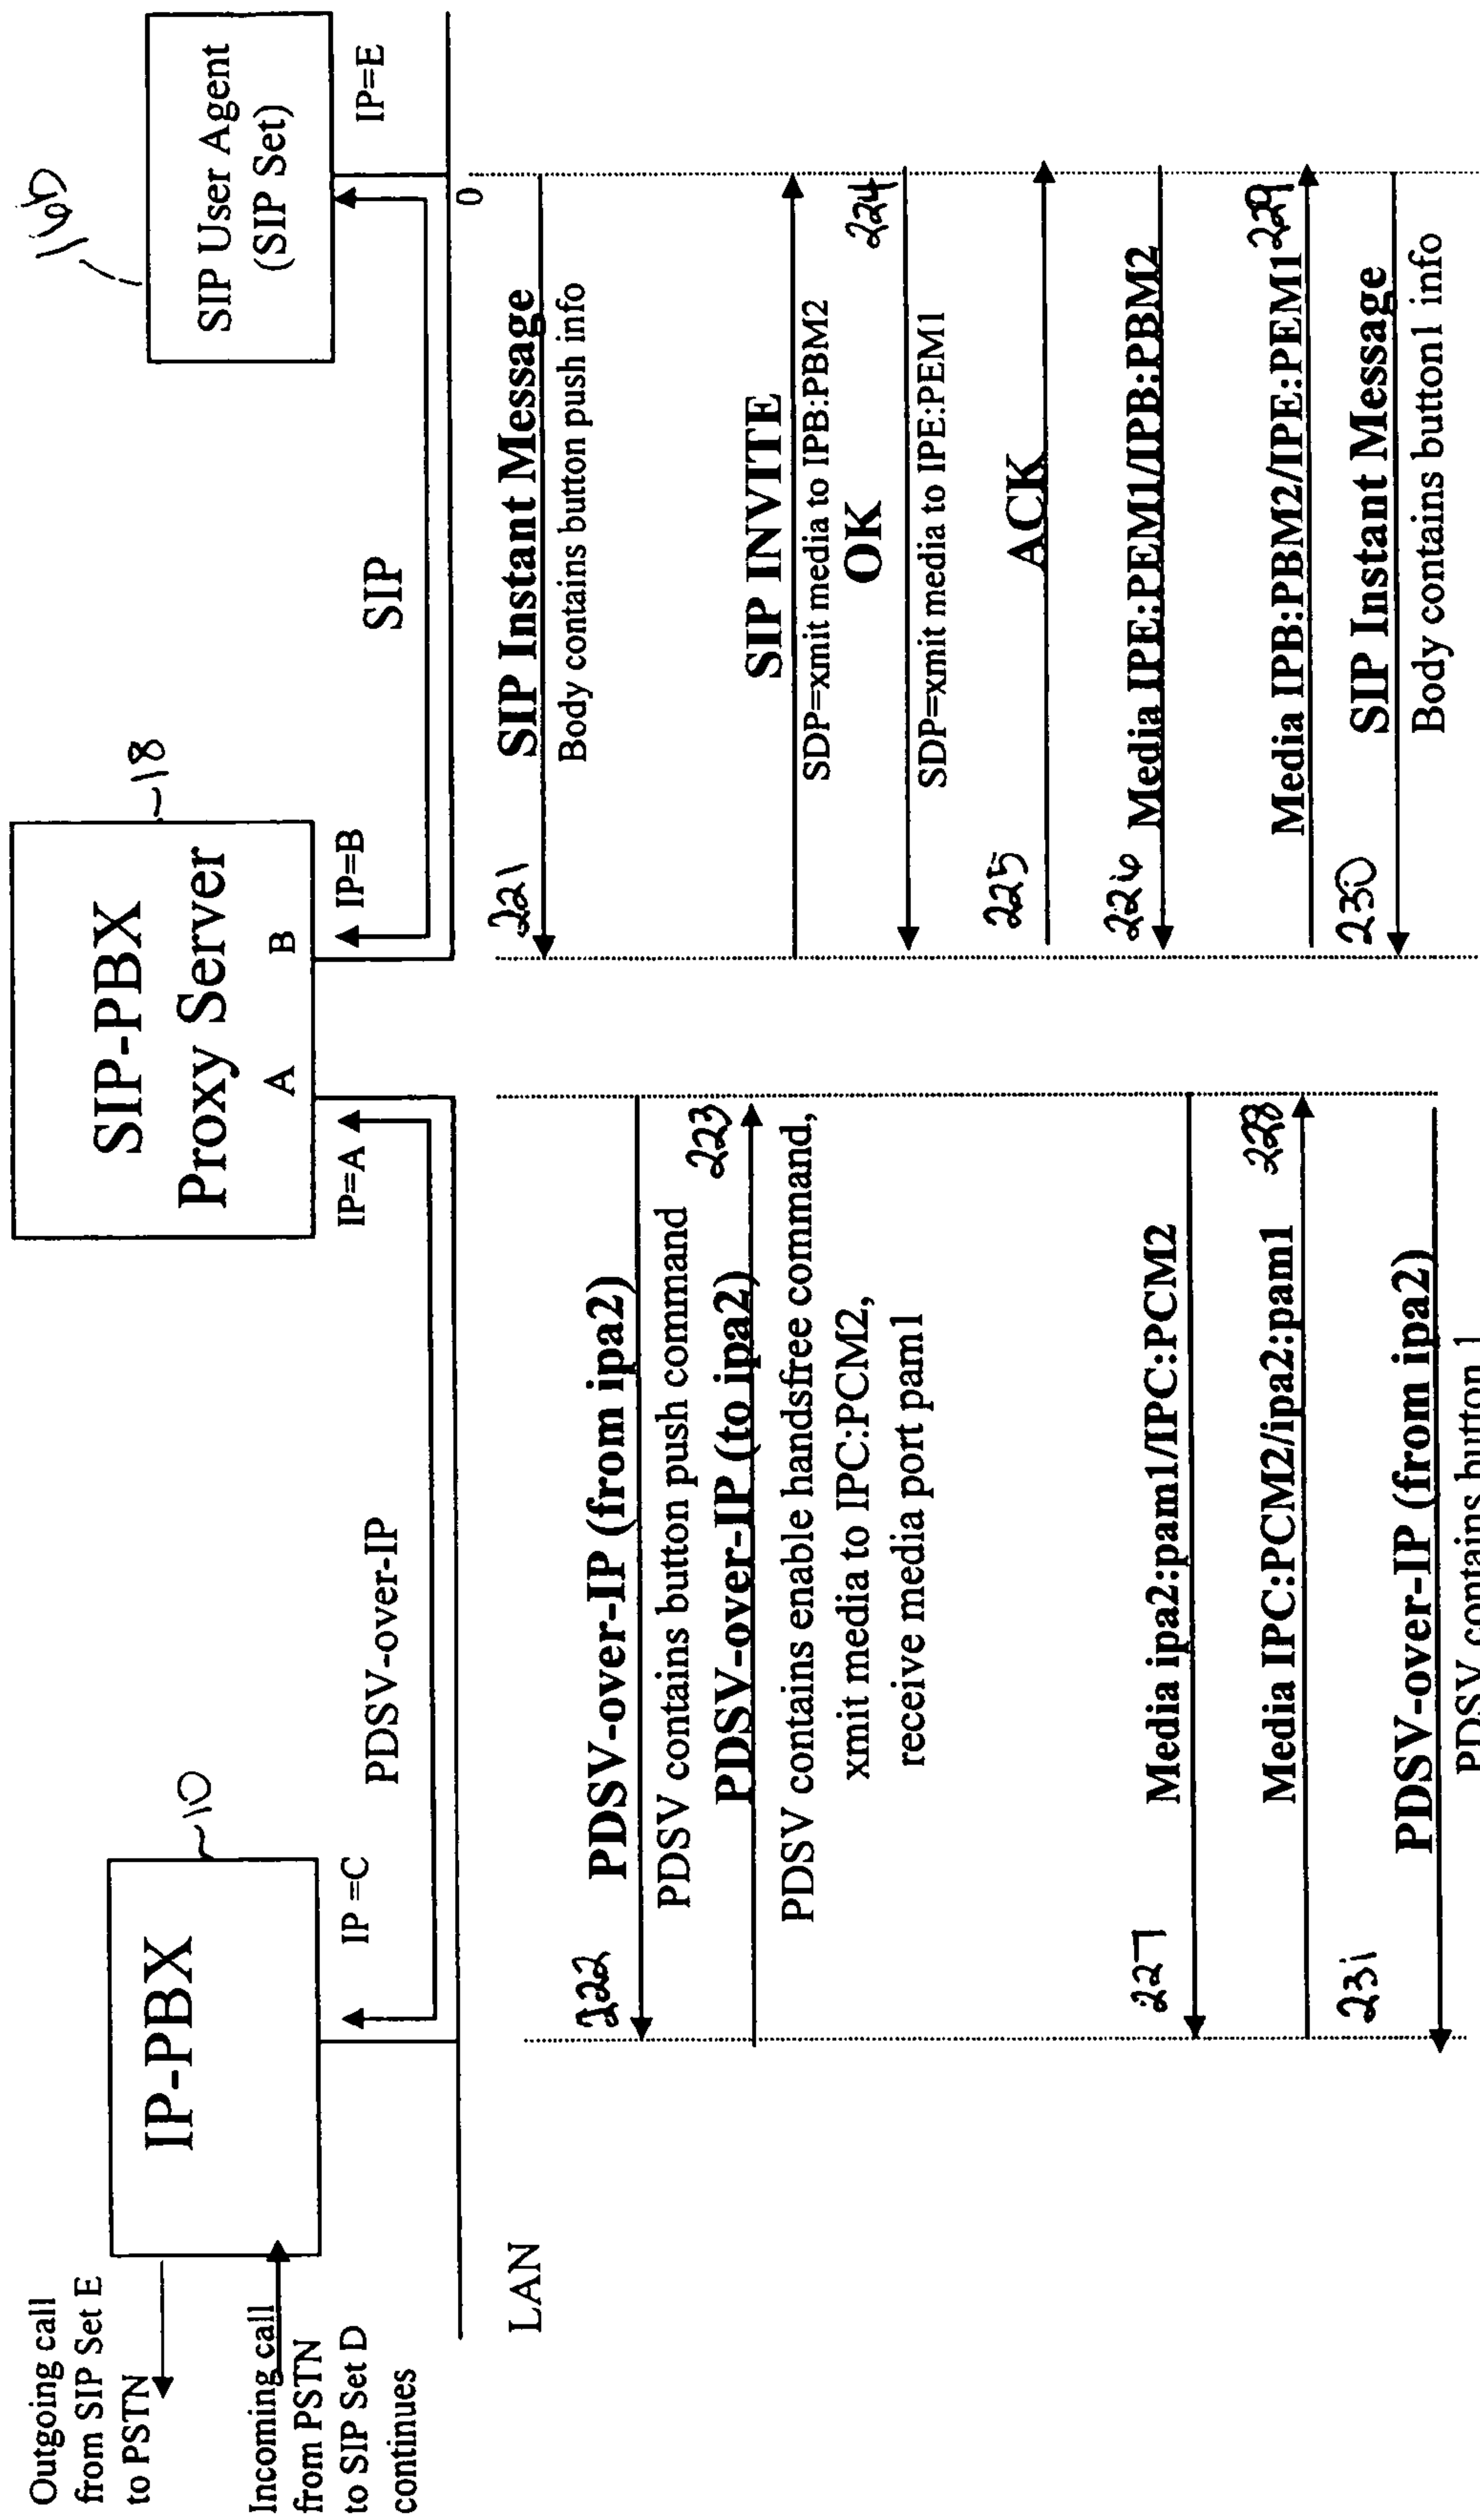 Outgoing call
from SIP Set E
to PSTN
Incoming call
from PSTN
to SIP Set D
continues
IP-PBX
10
IP =C
LAN
PDSV-over-IP
SIP-PBX
Proxy Server
A
B
18
IP=A
IP=B
SIP
SIP User Agent
(SIP Set)
IP=E
0
221
SIP Instant Message
Body contains button push info
222
PDSV-over-IP (from ipa2)
PDSV contains button push command
PDSV-over-IP (to ipa2)
223
PDSV contains enable handsfree command,
xmit media to IPC:PCM2,
receive media port pam1
SIP INVITE
SDP=xmit media to IPB:PBM2
OK
224
SDP=xmit media to IPE:PEM1
225
ACK
226
Media IPE:PEM1/IPB:PBM2
227
Media ipa2:pam1/IPC:PCM2
Media IPC:PCM2/ipa2:pam1
228
Media IPB:PBM2/IPE:PEM1
229
230
SIP Instant Message
Body contains button1 info
231
PDSV-over-IP (from ipa2)
PDSV contains button 1